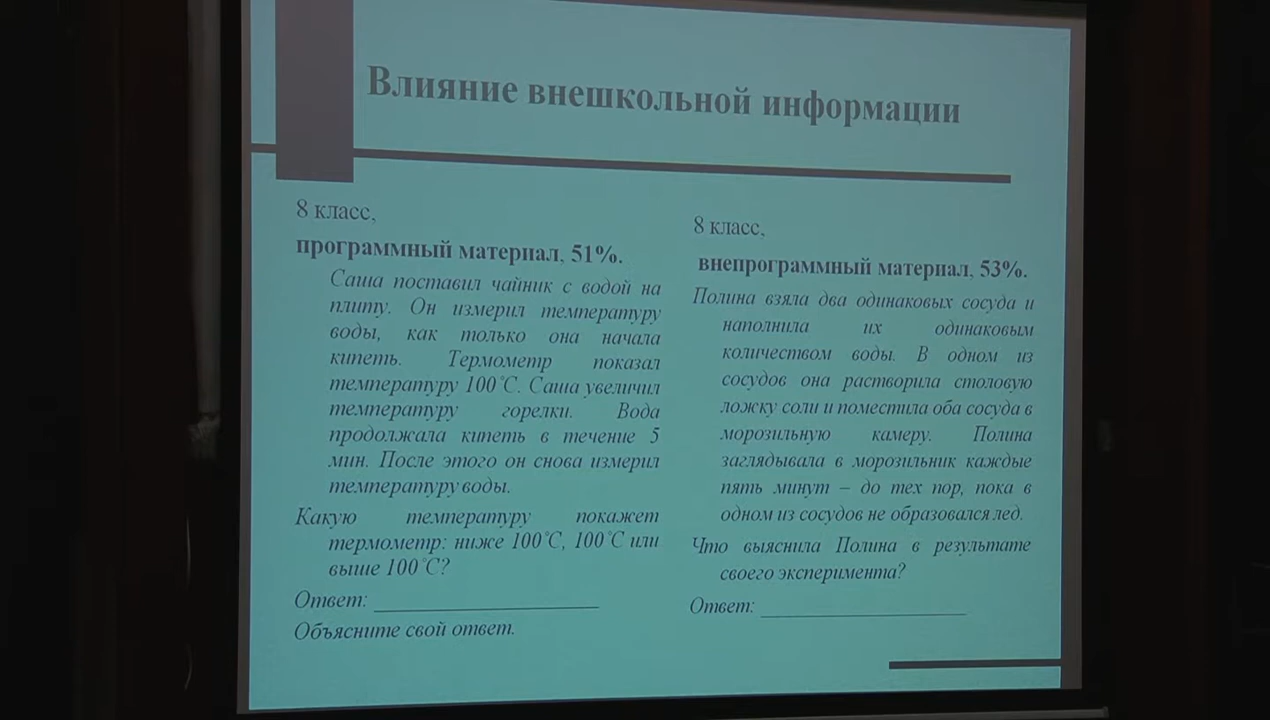 Влияние внешкольной информации
8 класс,
программный материал, 51%.
Саша поставил чайник с водой на
плиту. Он измерил температуру
воды, как только она начала
кипеть. Термометр показал
температуру 100°С. Саша увеличил
температуру горелки. Вода
продолжала кипеть в течение 5
мин. После этого он снова измерил
температуру воды.
Какую температуру покажет
термометр: ниже 100°С, 100°С или
выше 100°С?
Ответ: ____________________
Объясните свой ответ.
8 класс,
внепрограммный материал, 53%.
Полина взяла два одинаковых сосуда и
наполнила их одинаковым
количеством воды. В одном из
сосудов она растворила столовую
ложку соли и поместила оба сосуда в
морозильную камеру. Полина
заглядывала в морозильник каждые
пять минут – до тех пор, пока в
одном из сосудов не образовался лед.
Что выяснила Полина в результате
своего эксперимента?
Ответ: __________________